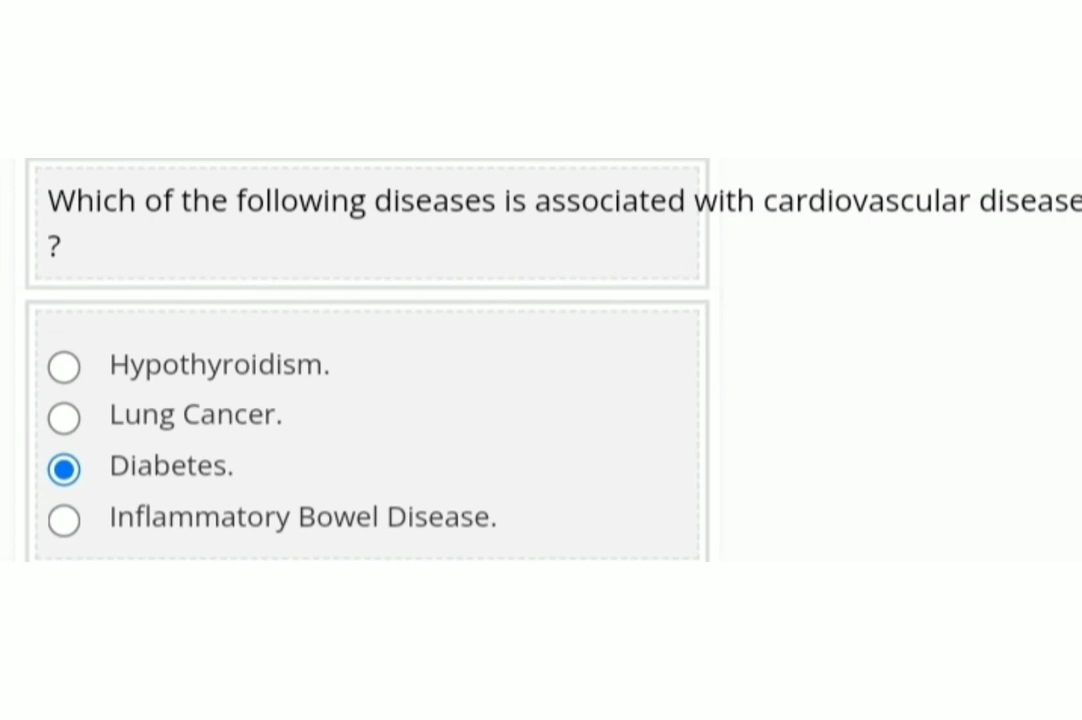 Which of the following diseases is associated with cardiovascular disease
?
Hypothyroidism.
Lung Cancer.
Diabetes.
Inflammatory Bowel Disease.